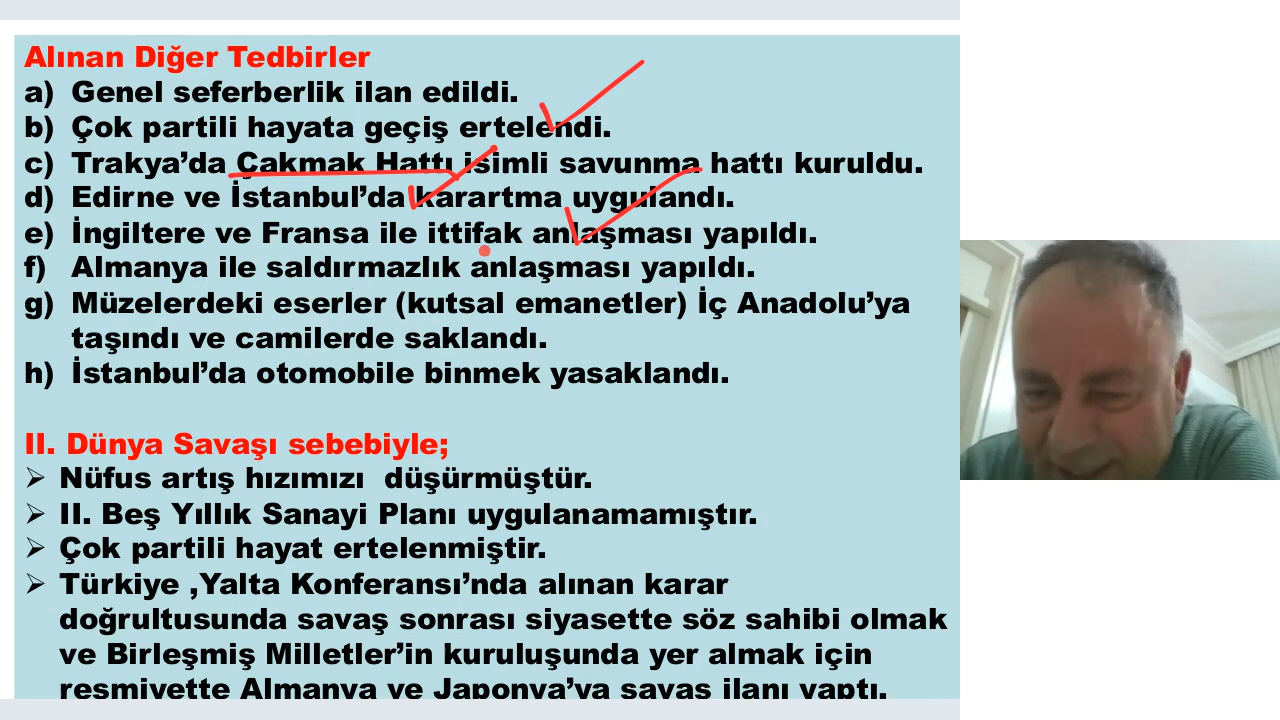 Alınan Diğer Tedbirler
a) Genel seferberlik ilan edildi.
b) Çok partili hayata geçiş ertelendi.
c) Trakya’da Çakmak Hattı isimli savunma hattı kuruldu.
d) Edirne ve İstanbul’da karartma uygulandı.
e) İngiltere ve Fransa ile ittifak anlaşması yapıldı.
f) Almanya ile saldırmazlık anlaşması yapıldı.
g) Müzelerdeki eserler (kutsal emanetler) İç Anadolu’ya
taşındı ve camilerde saklandı.
h) İstanbul’da otomobile binmek yasaklandı.
II. Dünya Savaşı sebebiyle;
➢ Nüfus artış hızımızı düşürmüştür.
➢ II. Beş Yıllık Sanayi Planı uygulanamamıştır.
➢ Çok partili hayat ertelenmiştir.
➢ Türkiye ,Yalta Konferansı’nda alınan karar
doğrultusunda savaş sonrası siyasette söz sahibi olmak
ve Birleşmiş Milletler’in kuruluşunda yer almak için
resmiyette Almanya ve Japonya’ya savaş ilanı yaptı.